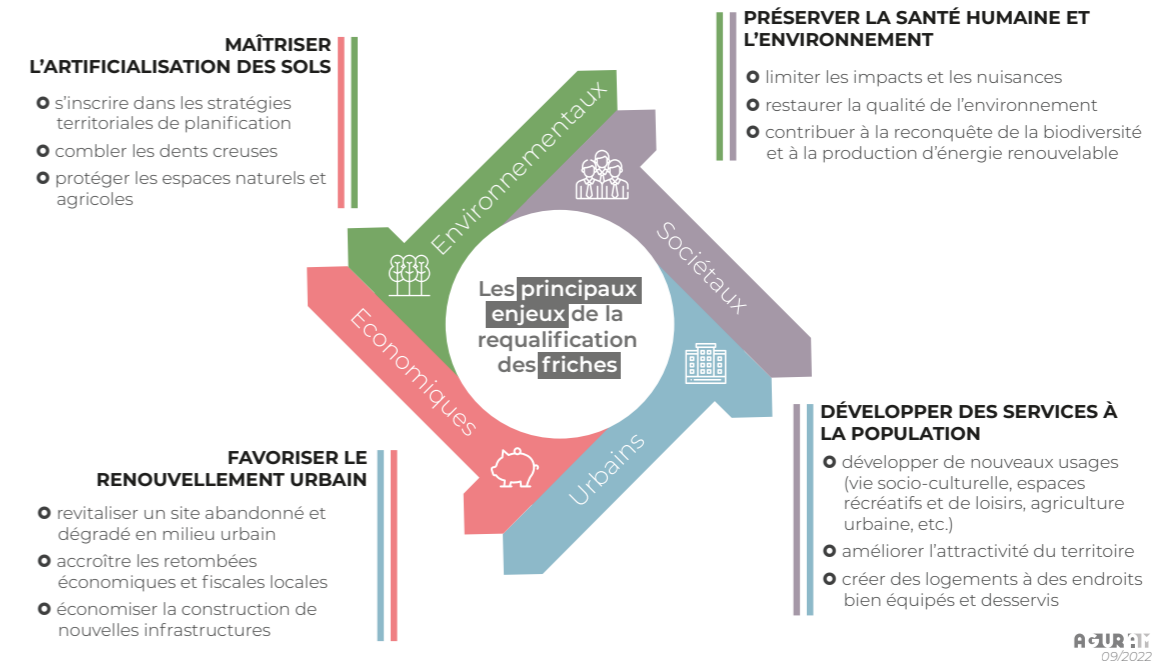 MAÎTRISER
L'ARTIFICIALISATION DES SOLS
s'inscrire dans les stratégies
territoriales de planification
combler les dents creuses
protéger les espaces naturels et
agricoles
PRÉSERVER LA SANTÉ HUMAINE ET
L'ENVIRONNEMENT
limiter les impacts et les nuisances
restaurer la qualité de l'environnement
contribuer à la reconquête de la biodiversité
et à la production d'énergie renouvelable
Environnementaux
Sociétaux
Economiques
Urbains
Les principaux
enjeux de la
requalification
des friches
FAVORISER LE
RENOUVELLEMENT URBAIN
revitaliser un site abandonné et
dégradé en milieu urbain
accroître les retombées
économiques et fiscales locales
économiser la construction de
nouvelles infrastructures
DÉVELOPPER DES SERVICES À
LA POPULATION
développer de nouveaux usages
(vie socio-culturelle, espaces
récréatifs et de loisirs, agriculture
urbaine, etc.)
améliorer l'attractivité du territoire
créer des logements à des endroits
bien équipés et desservis
AGURAM
09/2022